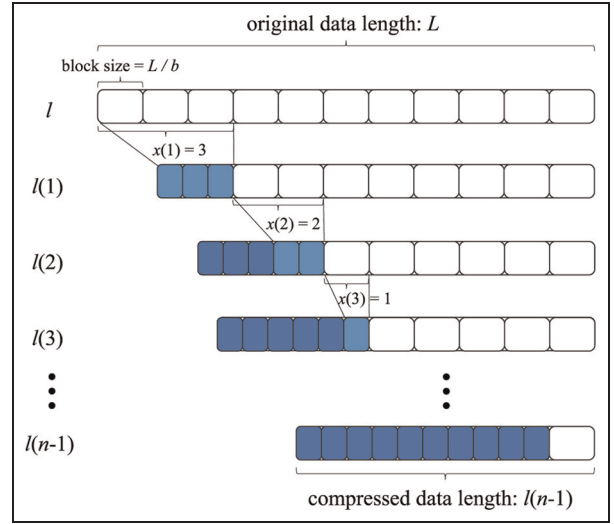 original data length: L
block size = L / b
l
x(1) = 3
l(1)
x(2) = 2
l(2)
x(3) = 1
l(3)
l(n-1)
compressed data length: l(n-1)